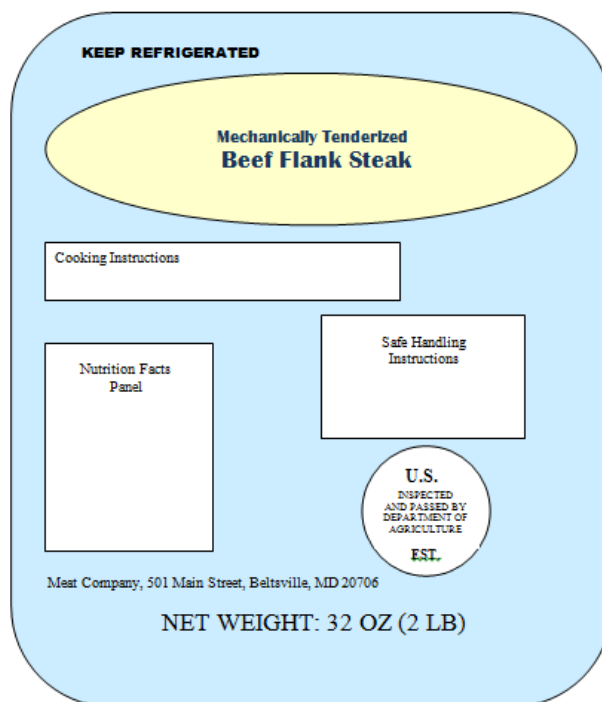 KEEP REFRIGERATED
Mechanically Tenderized
Beef Flank Steak
Cooking Instructions
Safe Handling
Instructions
Nutrition Facts
Panel
U.S.
INSPECTED
AND PASSED BY
DEPARTMENT OF
AGRICULTURE
EST.
Meat Company, 501 Main Street, Beltsville, MD 20706
NET WEIGHT: 32 OZ (2 LB)